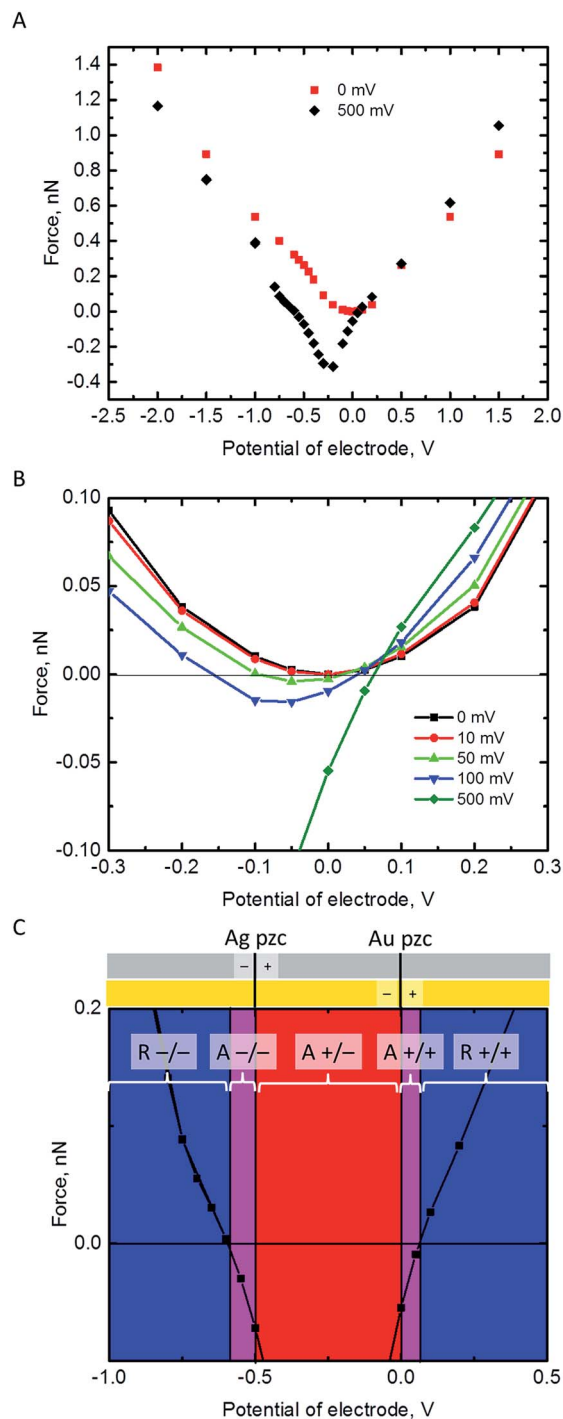 A
1.4
1.2
1.0
0.8
0.6
0.4
0.2
0.0
-0.2
-0.4
Force, nN
0 mV
500 mV
-2.5 -2.0 -1.5 -1.0 -0.5 0.0 0.5 1.0 1.5 2.0
Potential of electrode, V
B
0.10
0.05
0.00
-0.05
-0.10
Force, nN
0 mV
10 mV
50 mV
100 mV
500 mV
-0.3 -0.2 -0.1 0.0 0.1 0.2 0.3
Potential of electrode, V
C
Ag pzc Au pzc
− +
− +
0.2
R −/− A −/− A +/− A +/+ R +/+
Force, nN
0.0
-1.0 -0.5 0.0 0.5
Potential of electrode, V